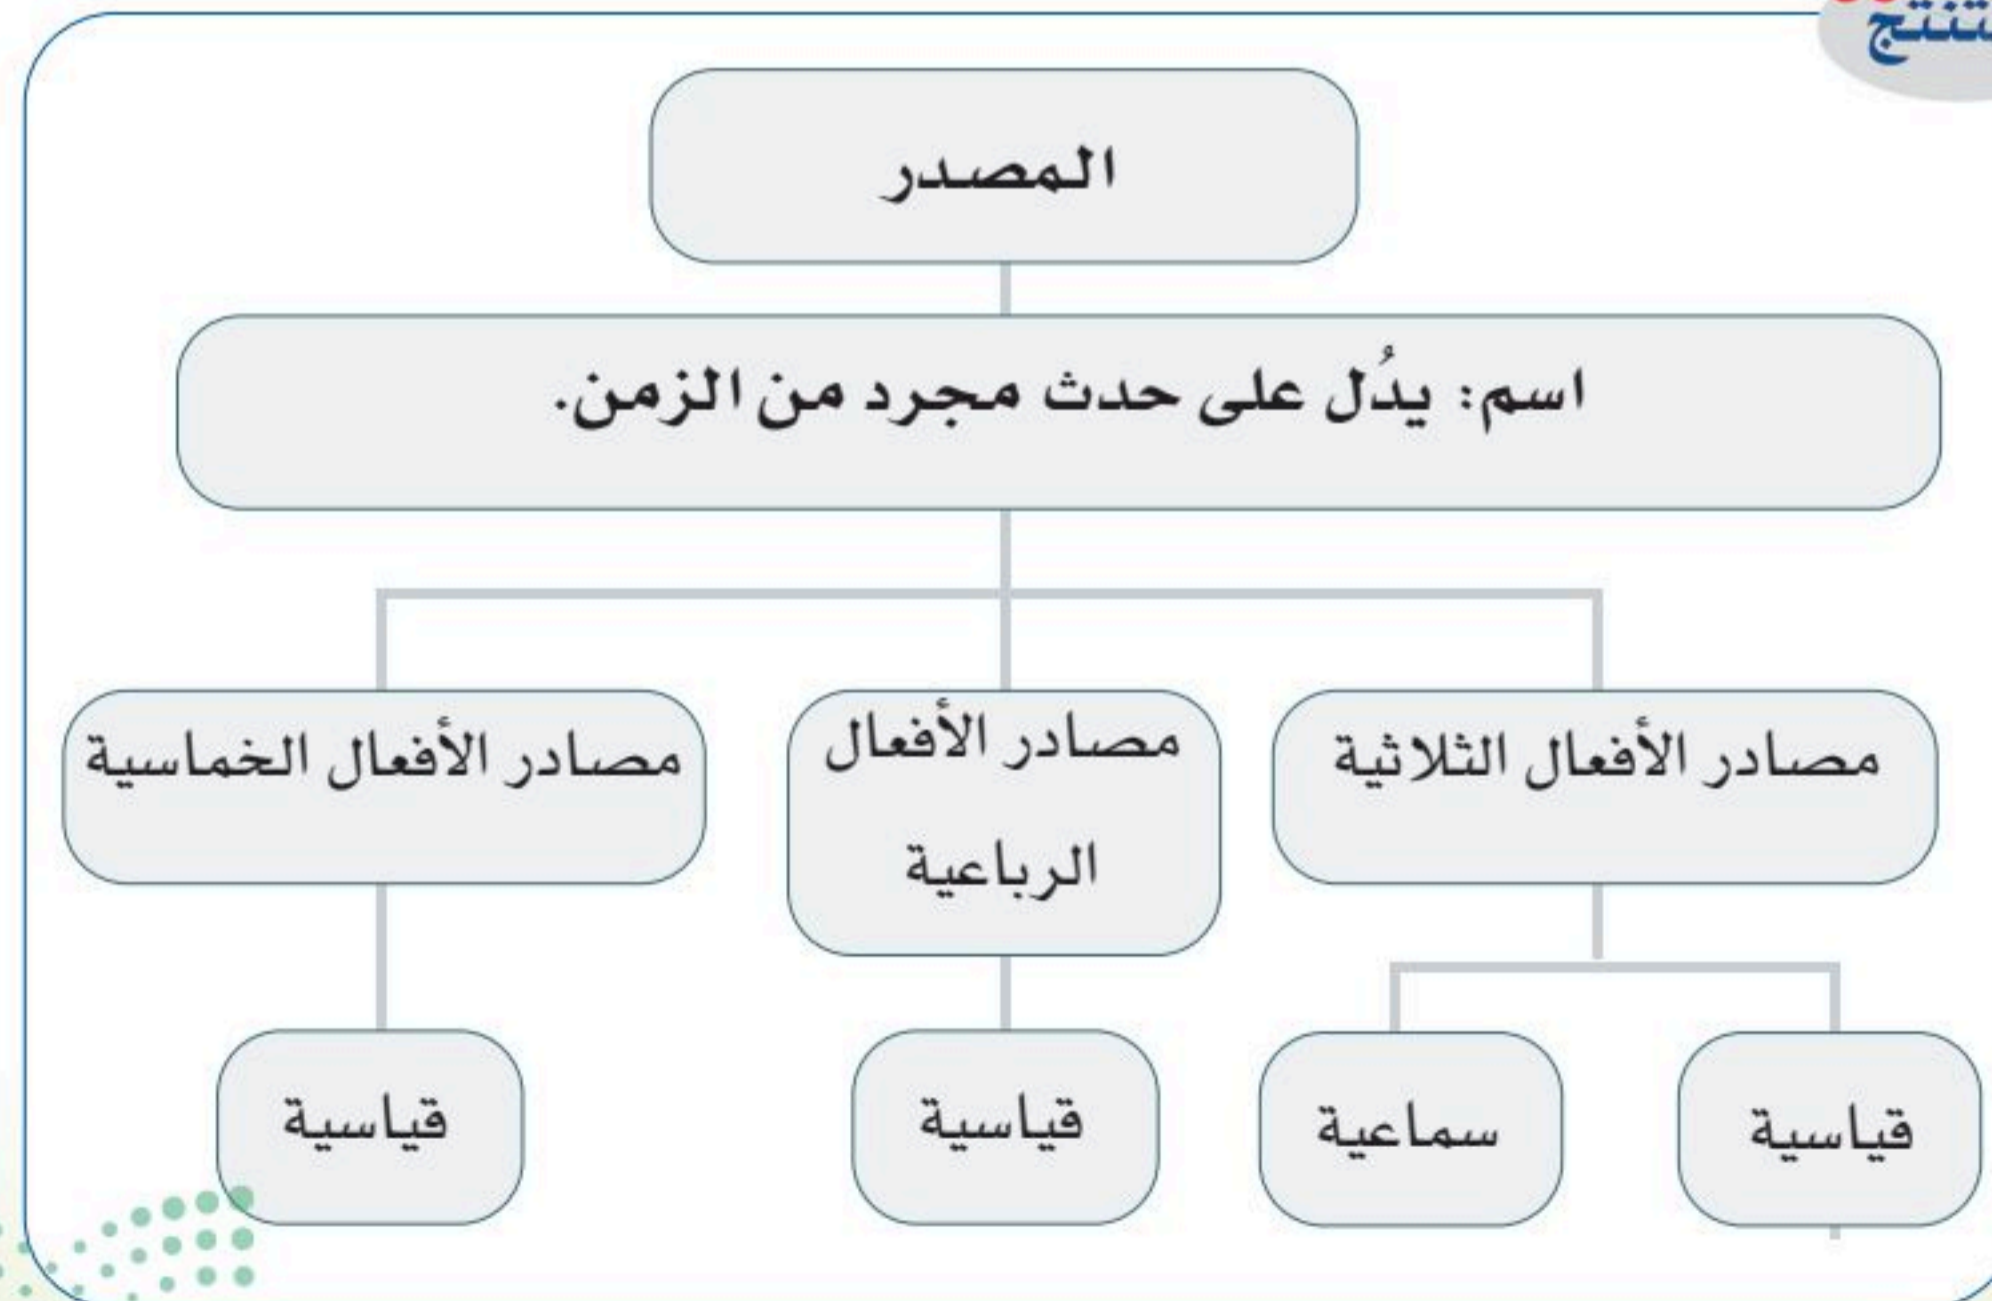 المصدر
اسم: يدُل على حدث مجرد من الزمن.
مصادر الأفعال الثلاثية
مصادر الأفعال
الرباعية
مصادر الأفعال الخماسية
قياسية
سماعية
قياسية
قياسية